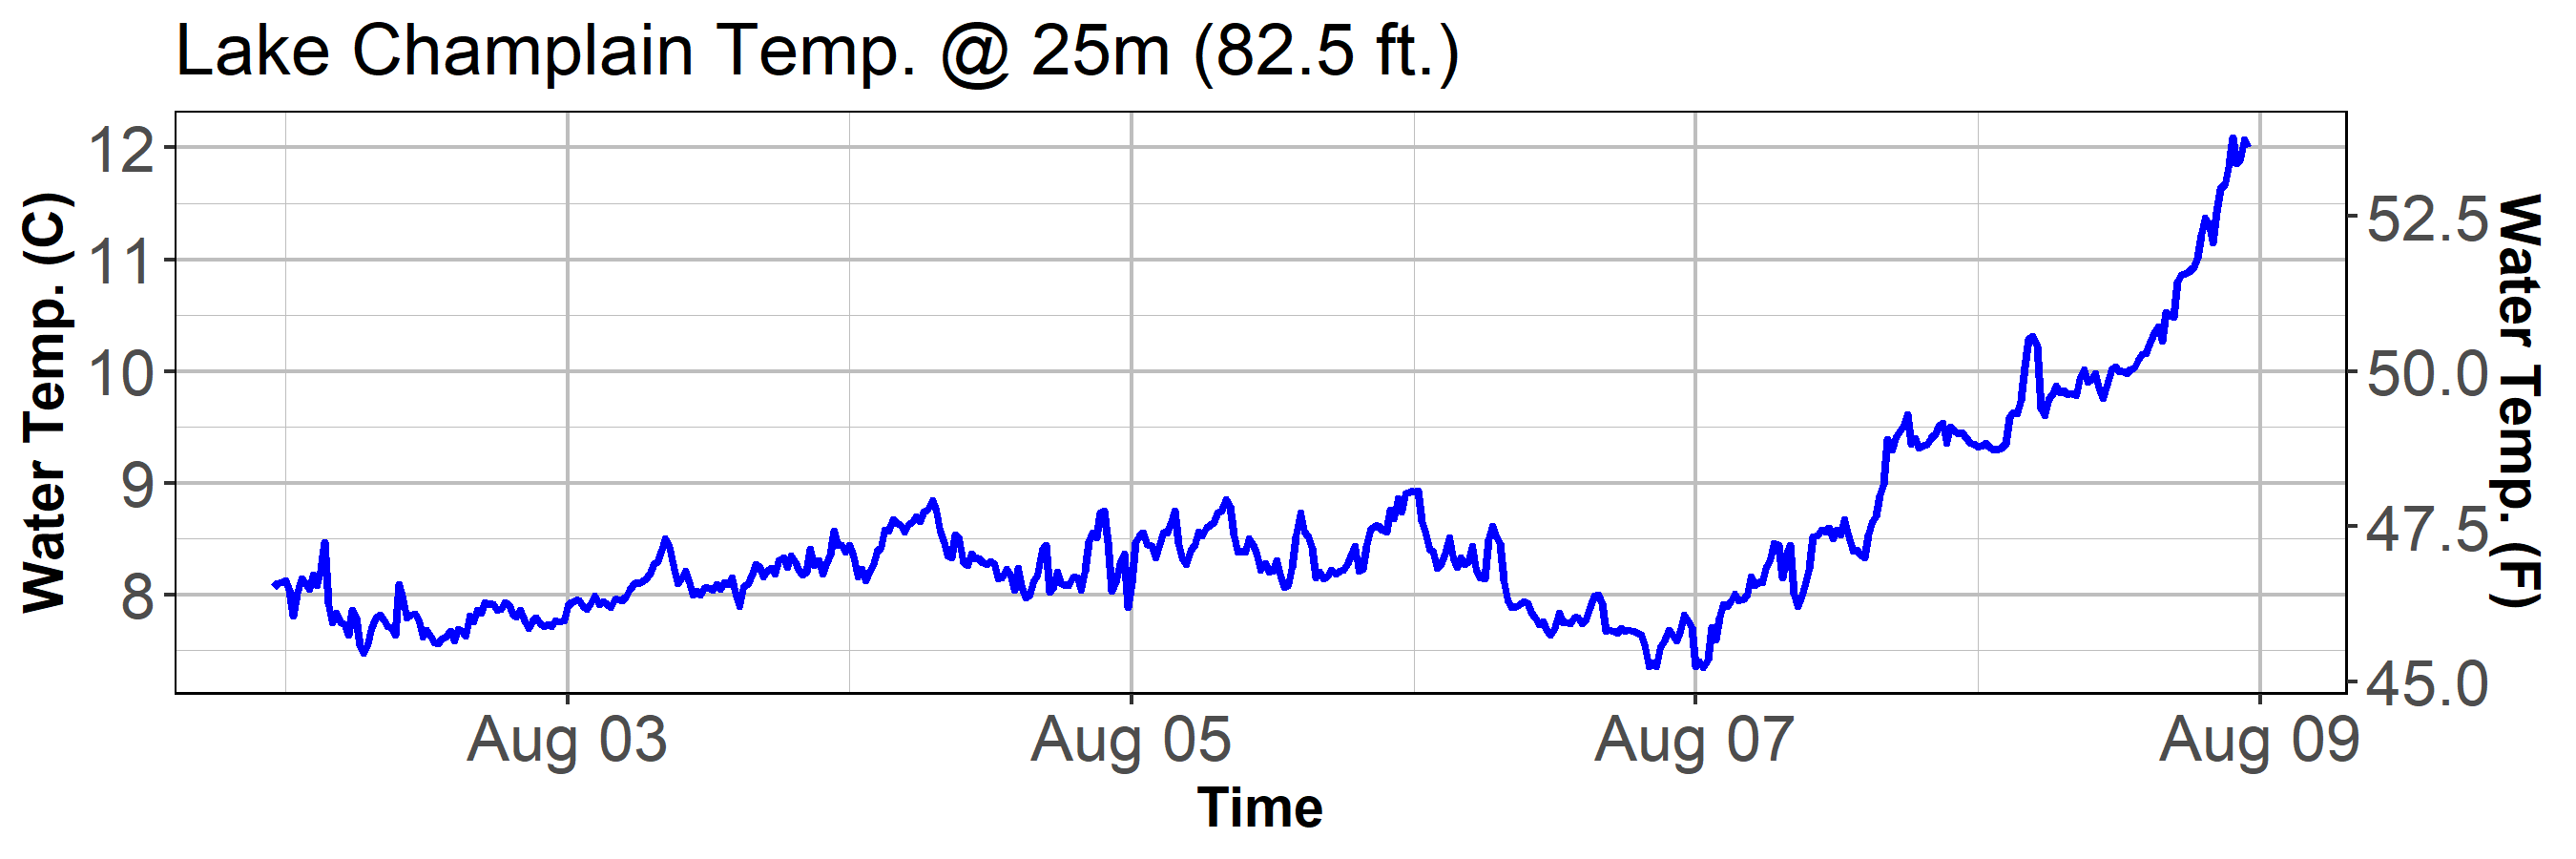 Lake Champlain Temp. @ 25m (82.5 ft.)
Water Temp. (C)
12
11
10
9
8
52.5
50.0
47.5
45.0
Water Temp. (F)
Aug 03
Aug 05
Aug 07
Aug 09
Time